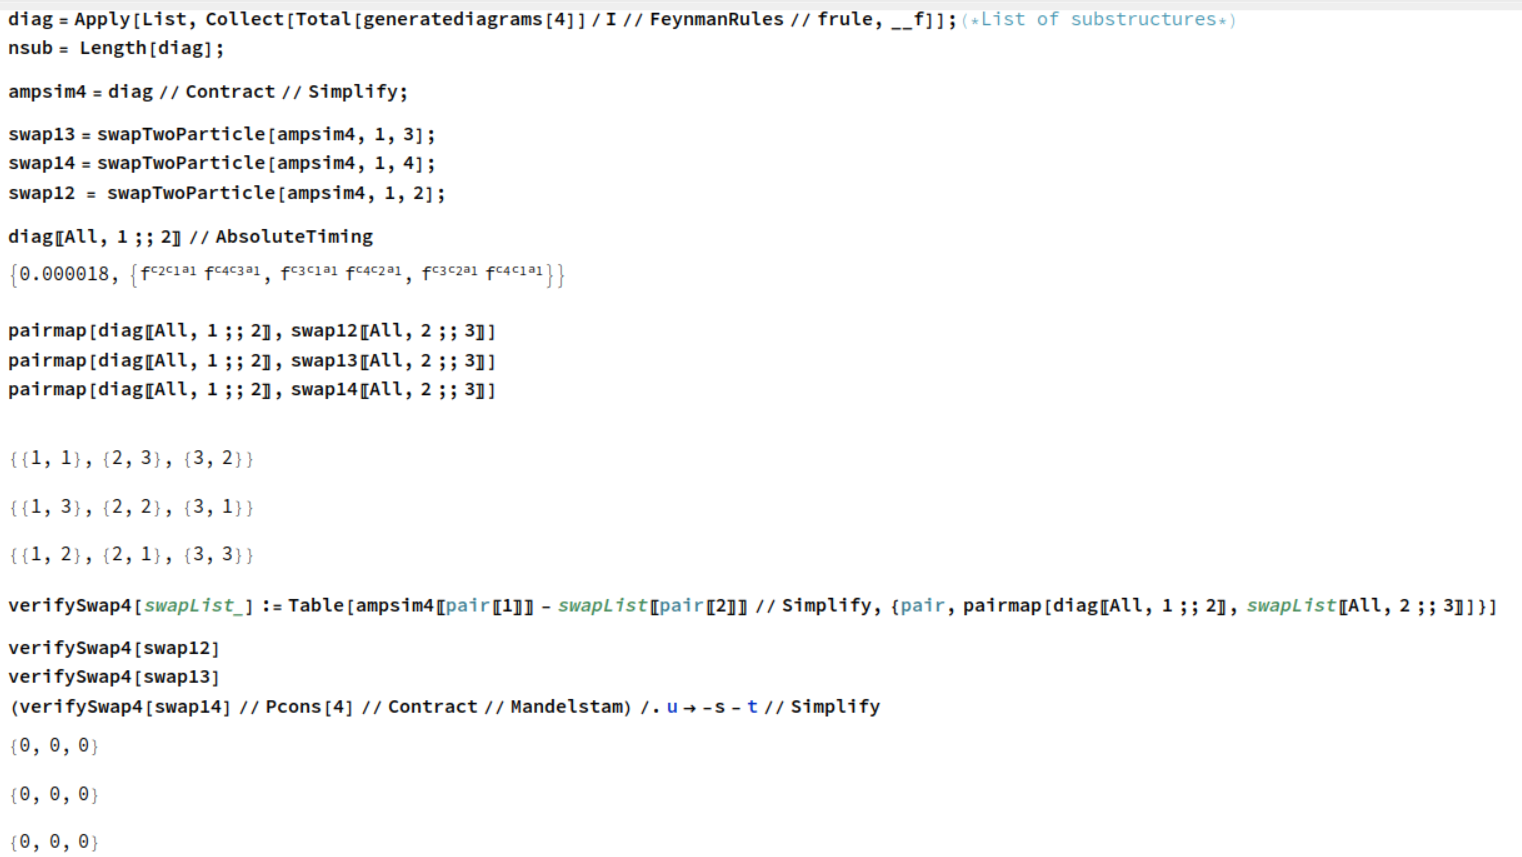 diag = Apply[List, Collect[Total[generatediagrams[4]] / I // FeynmanRules // frule, __f]]; (*List of substructures*)
nsub = Length[diag];
ampsim4 = diag // Contract // Simplify;
swap13 = swapTwoParticle[ampsim4, 1, 3];
swap14 = swapTwoParticle[ampsim4, 1, 4];
swap12 = swapTwoParticle[ampsim4, 1, 2];
diag〚All, 1 ;; 2〛 // AbsoluteTiming
{0.000018, {f^c2c1a1 f^c4c3a1, f^c3c1a1 f^c4c2a1, f^c3c2a1 f^c4c1a1}}
pairmap[diag〚All, 1 ;; 2〛, swap12〚All, 2 ;; 3〛]
pairmap[diag〚All, 1 ;; 2〛, swap13〚All, 2 ;; 3〛]
pairmap[diag〚All, 1 ;; 2〛, swap14〚All, 2 ;; 3〛]
{{1, 1}, {2, 3}, {3, 2}}
{{1, 3}, {2, 2}, {3, 1}}
{{1, 2}, {2, 1}, {3, 3}}
verifySwap4[swapList_] := Table[ampsim4〚pair〚1〛〛 - swapList〚pair〚2〛〛 // Simplify, {pair, pairmap[diag〚All, 1 ;; 2〛, swapList〚All, 2 ;; 3〛]}]
verifySwap4[swap12]
verifySwap4[swap13]
(verifySwap4[swap14] // Pcons[4] // Contract // Mandelstam) /. u → -s - t // Simplify
{0, 0, 0}
{0, 0, 0}
{0, 0, 0}